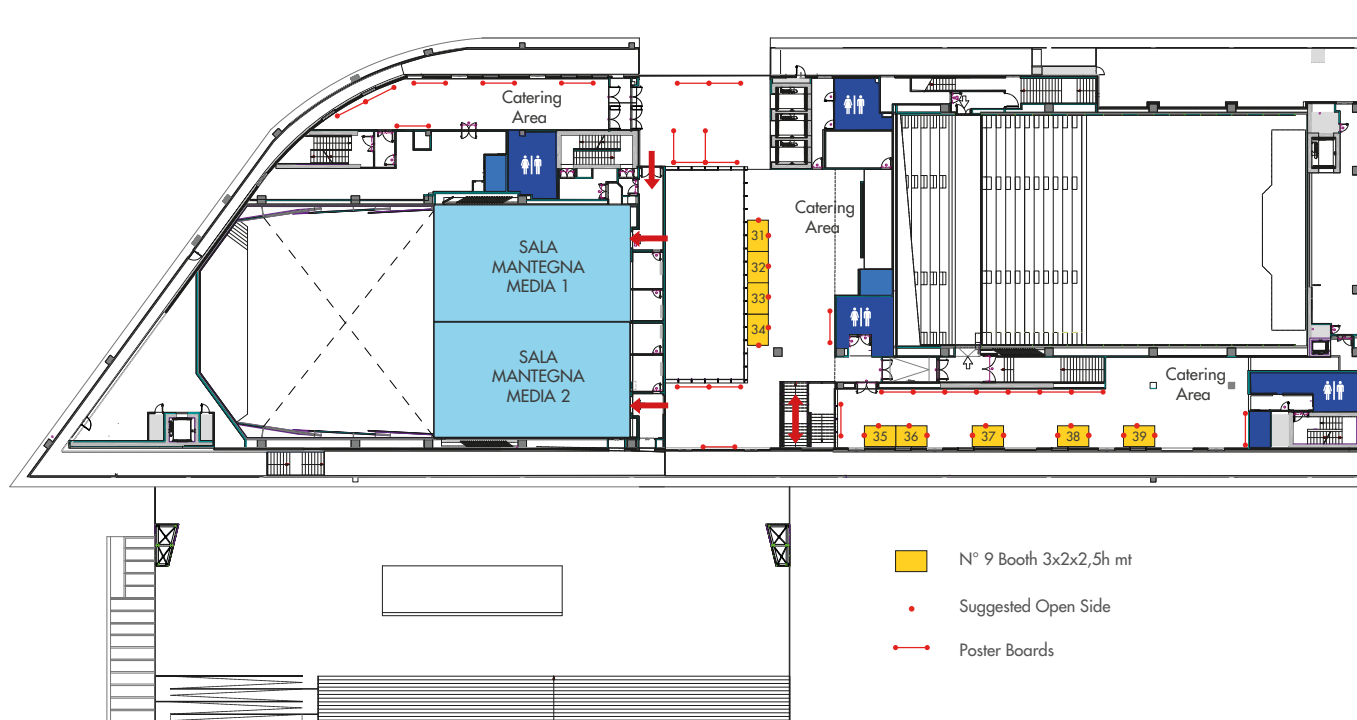 Catering
Area
SALA
MANTEGNA
MEDIA 1
SALA
MANTEGNA
MEDIA 2
Catering
Area
31
32
33
34
Catering
Area
35
36
37
38
39
N° 9 Booth 3x2x2,5h mt
Suggested Open Side
Poster Boards